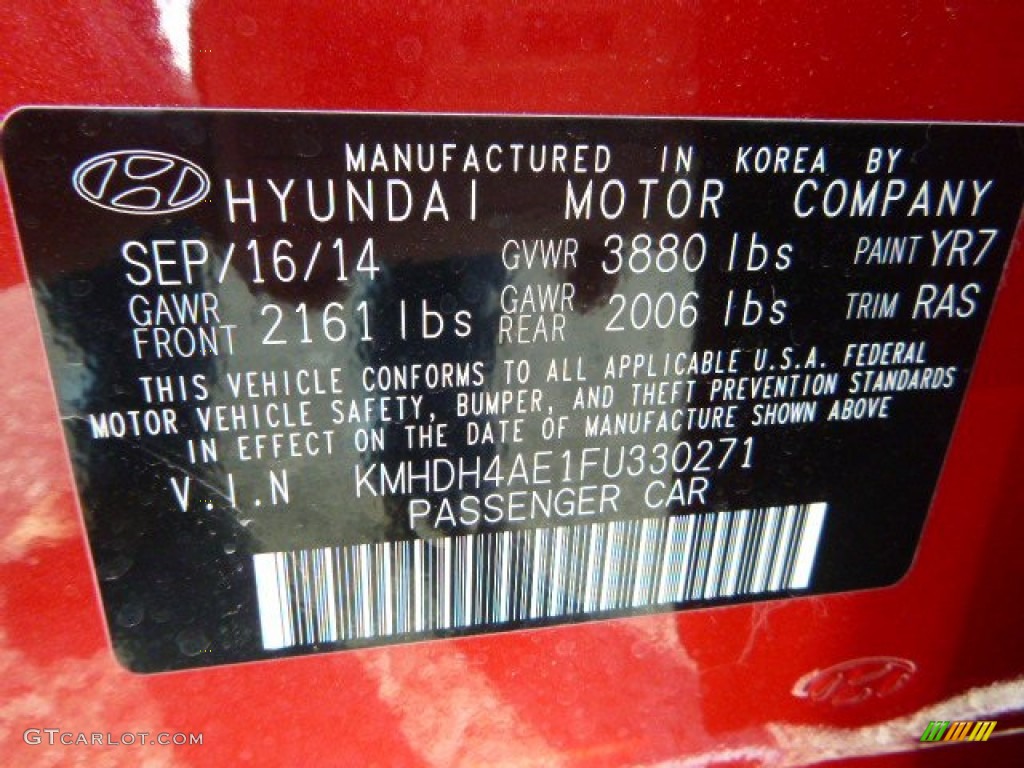 MANUFACTURED IN KOREA BY
HYUNDAI MOTOR COMPANY
SEP/16/14 GVWR 3880 lbs PAINT YR7
GAWR FRONT 2161 lbs GAWR REAR 2006 lbs TRIM RAS
THIS VEHICLE CONFORMS TO ALL APPLICABLE U.S.A. FEDERAL
MOTOR VEHICLE SAFETY, BUMPER, AND THEFT PREVENTION STANDARDS
IN EFFECT ON THE DATE OF MANUFACTURE SHOWN ABOVE
V.I.N KMHDH4AE1FU330271
PASSENGER CAR
GTCARLOT.COM